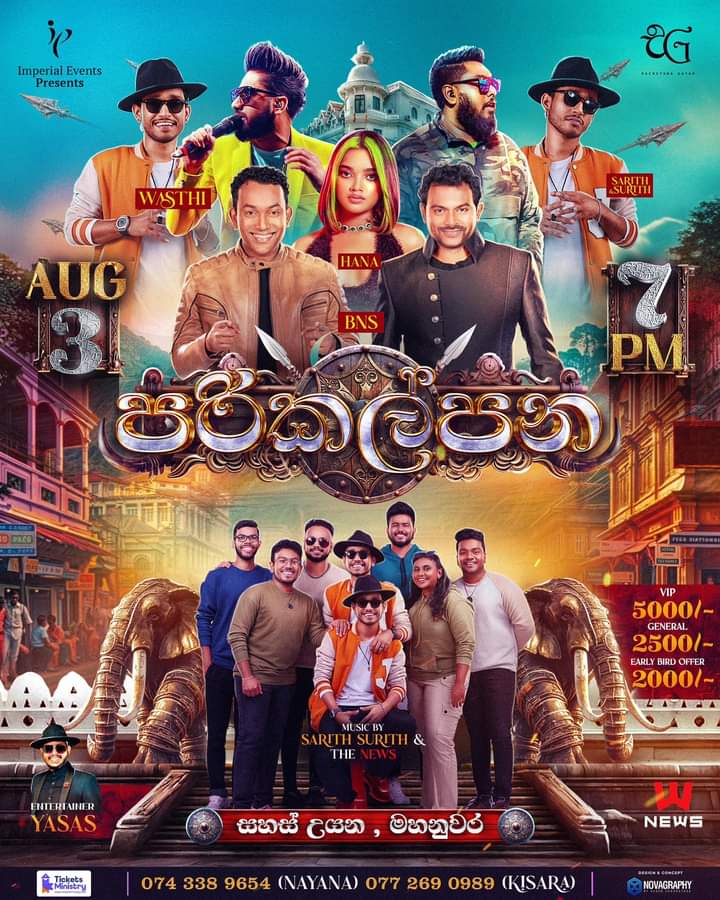 Imperial Events
Presents
WASTHI
SARITH
& SURITH
HANA
BNS
AUG
3
7
PM
පරිකල්පන
VIP
5000/~
GENERAL
2500/~
EARLY BIRD OFFER
2000/~
MUSIC BY
SARITH SURITH &
THE NEWS
ENTERTAINER
YASAS
NEWS
සහස් උයන , මහනුවර
Tickets
Ministry
074 338 9654 (NAYANA) 077 269 0989 (KISARA)
DESIGN & CONCEPT
NOVAGRAPHY